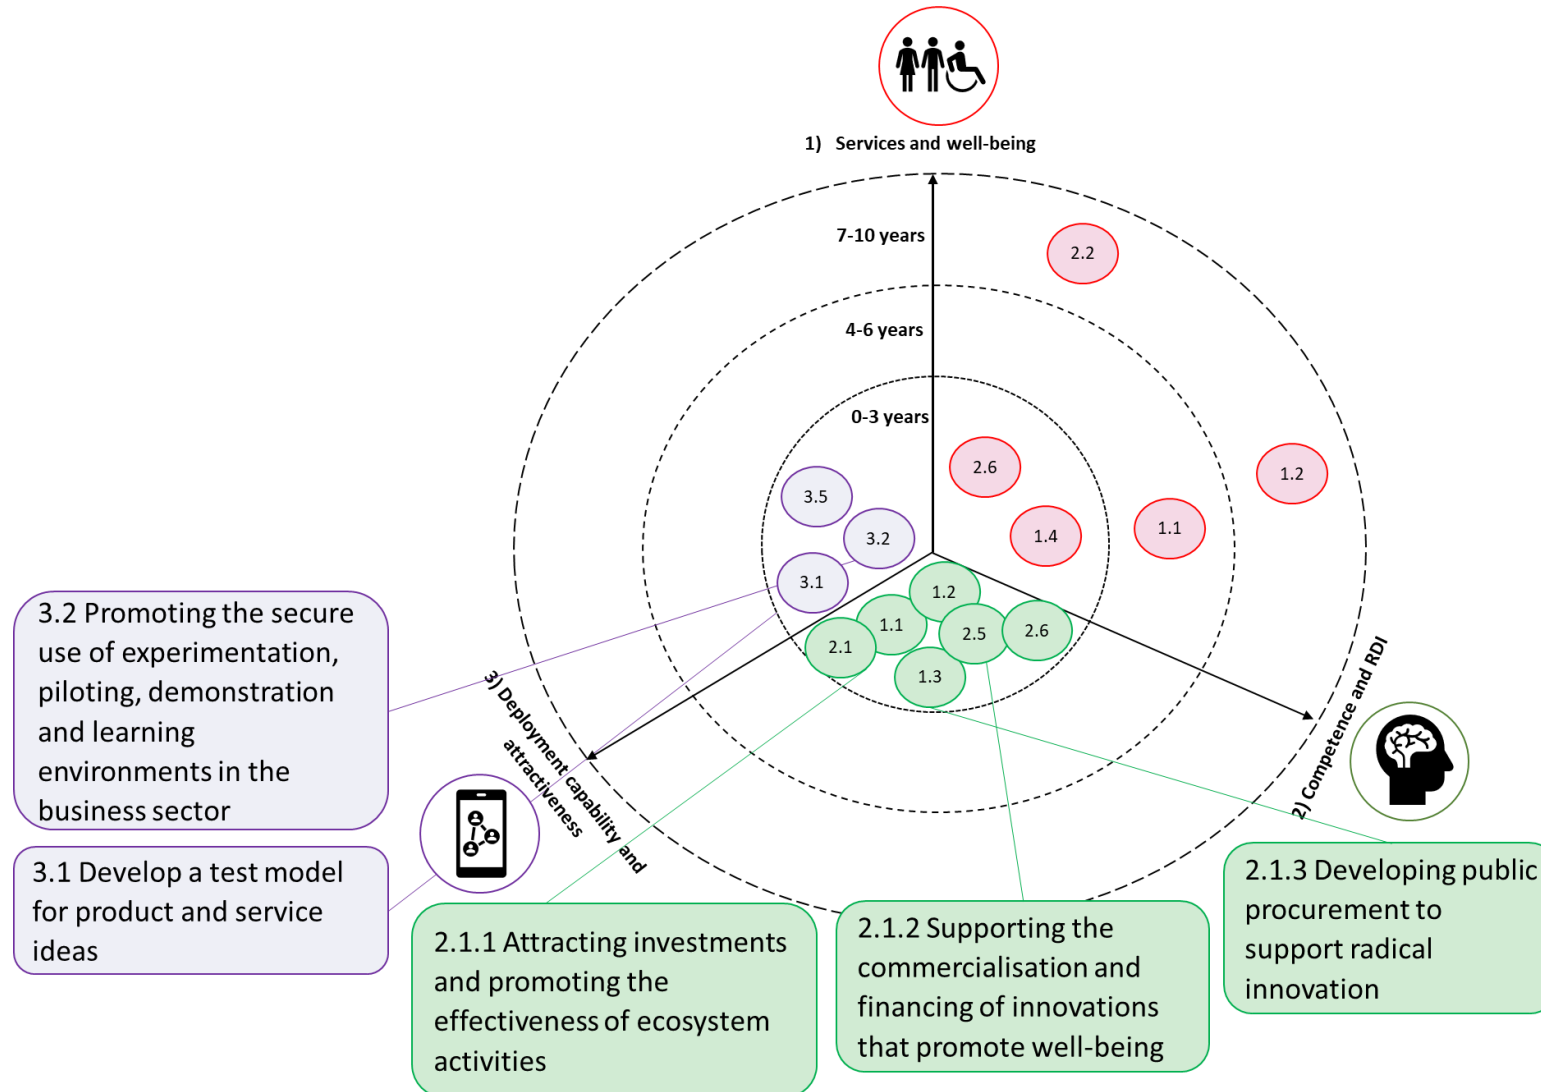 1) Services and well-being
7-10 years
2.2
4-6 years
0-3 years
2.6
1.2
3.5
1.4
1.1
3.2
3.1
1.2
1.1
2.5
2.6
2.1
1.3
3.2 Promoting the secure
use of experimentation,
piloting, demonstration
and learning
environments in the
business sector
3) Deployment capability and
attractiveness
2) Competence and RDI
3.1 Develop a test model
for product and service
ideas
2.1.1 Attracting investments
and promoting the
effectiveness of ecosystem
activities
2.1.2 Supporting the
commercialisation and
financing of innovations
that promote well-being
2.1.3 Developing public
procurement to
support radical
innovation